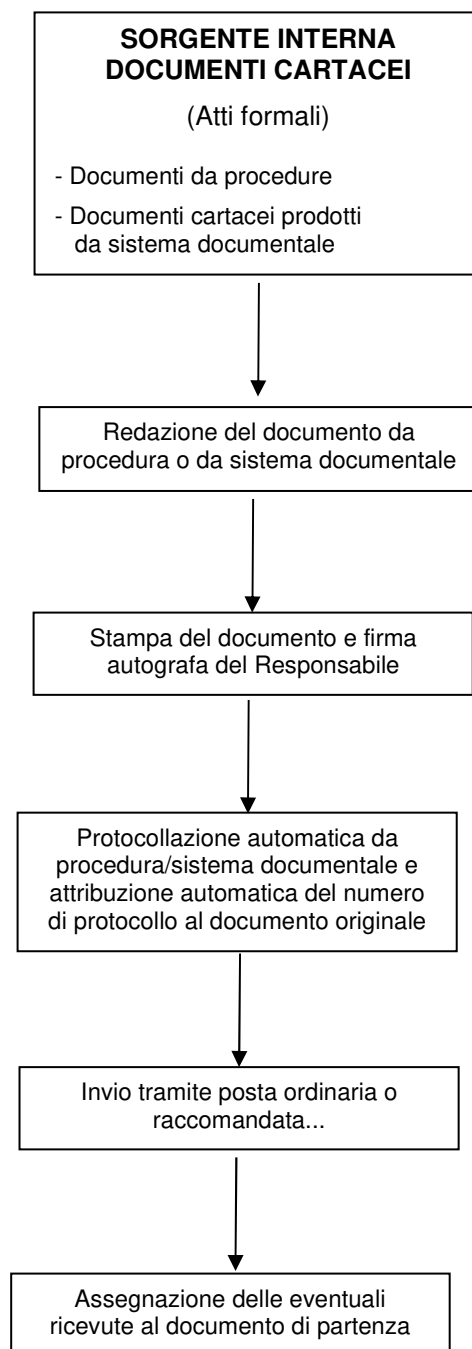 SORGENTE INTERNA
DOCUMENTI CARTACEI
(Atti formali)
- Documenti da procedure
- Documenti cartacei prodotti
da sistema documentale
Redazione del documento da
procedura o da sistema documentale
Stampa del documento e firma
autografa del Responsabile
Protocollazione automatica da
procedura/sistema documentale e
attribuzione automatica del numero
di protocollo al documento originale
Invio tramite posta ordinaria o
raccomandata...
Assegnazione delle eventuali
ricevute al documento di partenza